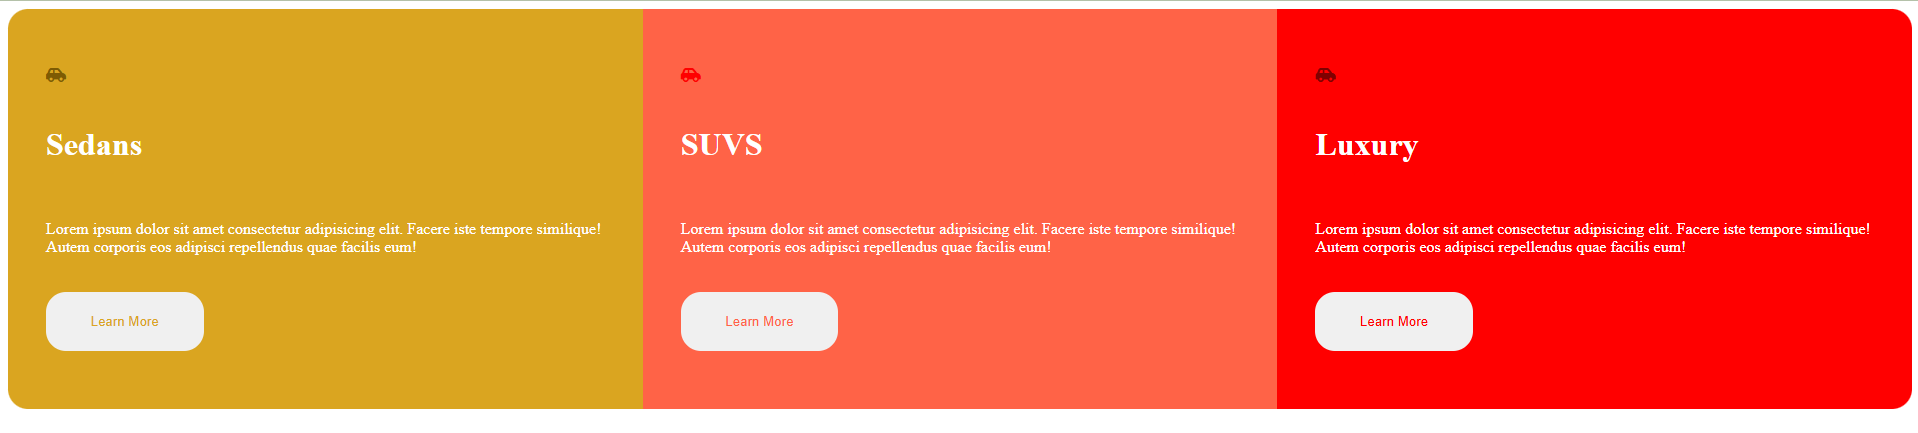 Sedans
Lorem ipsum dolor sit amet consectetur adipisicing elit. Facere iste tempore similique!
Autem corporis eos adipisci repellendus quae facilis eum!
Learn More
SUVS
Lorem ipsum dolor sit amet consectetur adipisicing elit. Facere iste tempore similique!
Autem corporis eos adipisci repellendus quae facilis eum!
Learn More
Luxury
Lorem ipsum dolor sit amet consectetur adipisicing elit. Facere iste tempore similique!
Autem corporis eos adipisci repellendus quae facilis eum!
Learn More